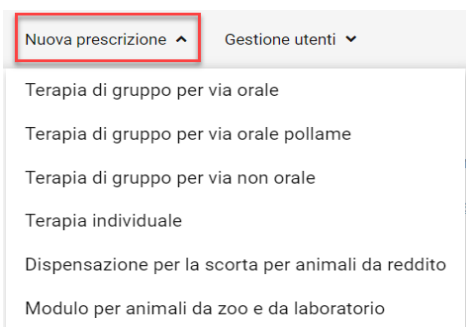 Nuova prescrizione Gestione utenti
Terapia di gruppo per via orale
Terapia di gruppo per via orale pollame
Terapia di gruppo per via non orale
Terapia individuale
Dispensazione per la scorta per animali da reddito
Modulo per animali da zoo e da laboratorio